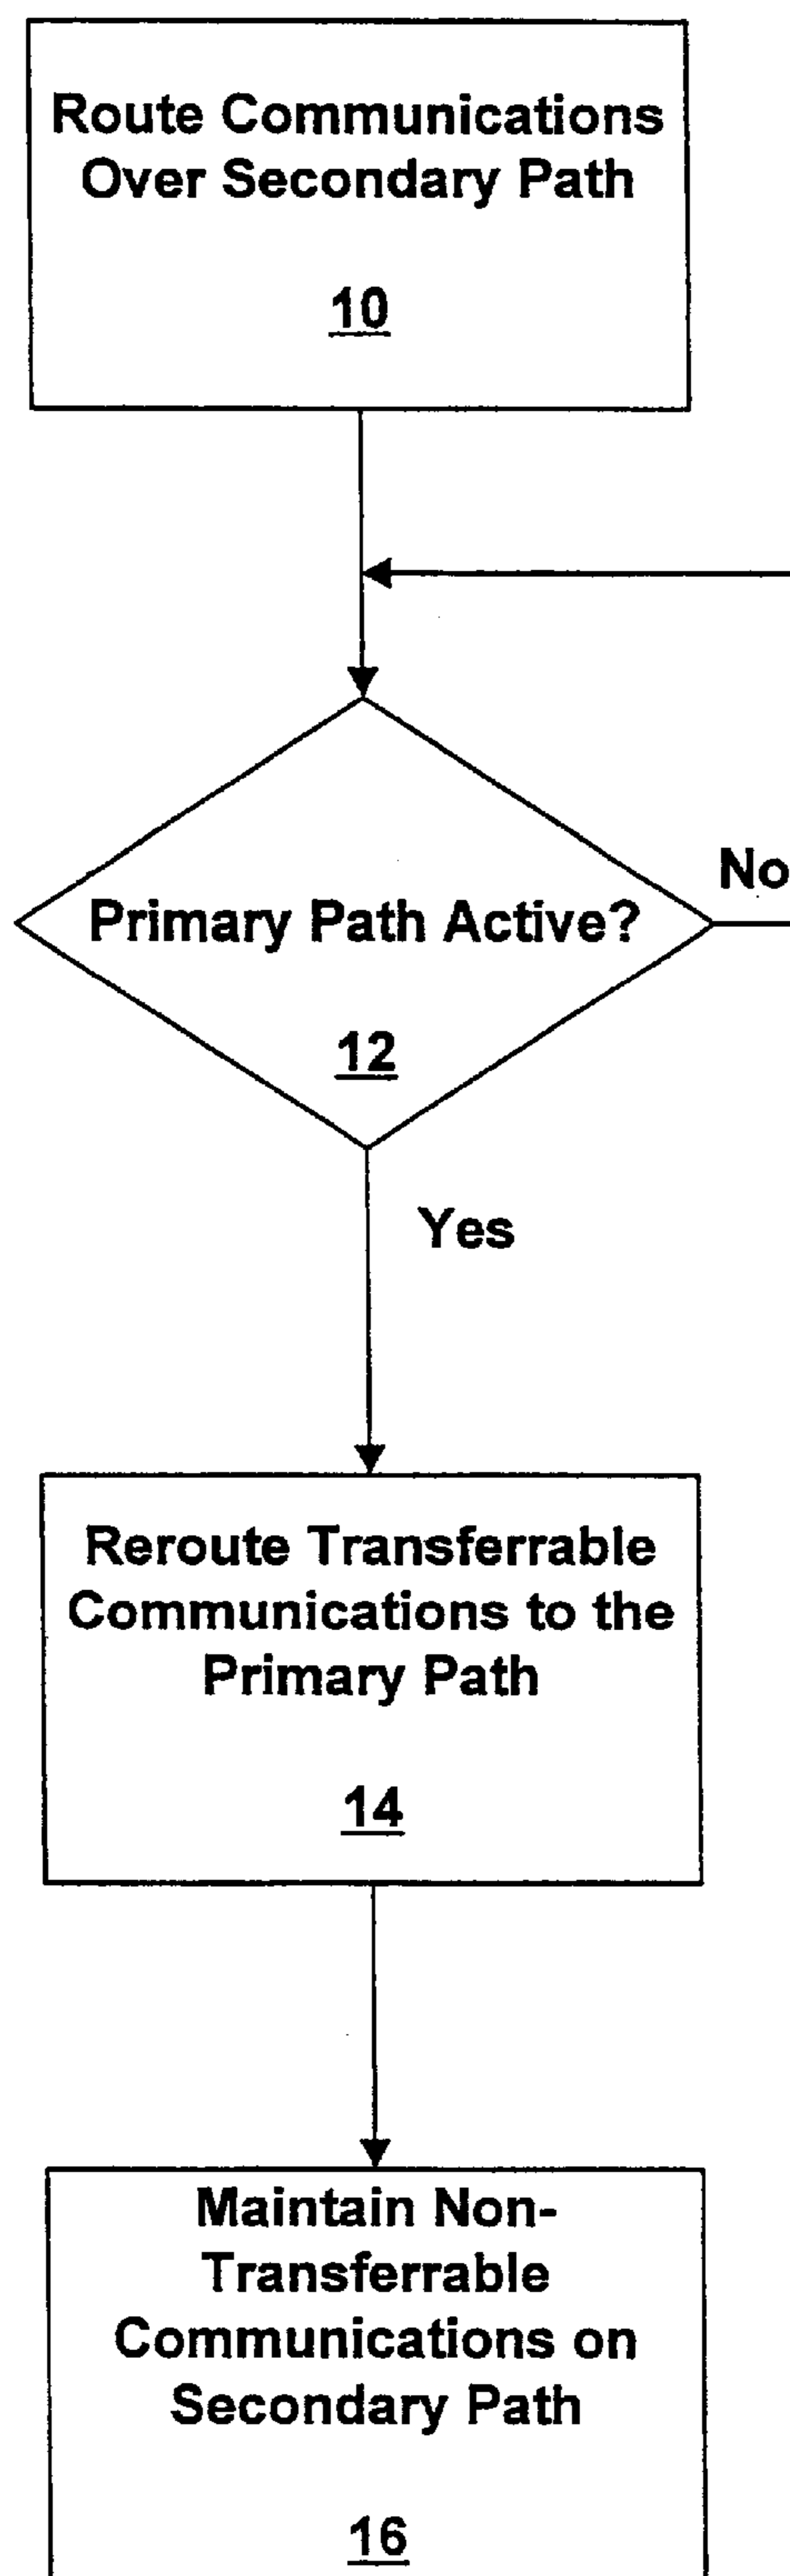 Route Communications
Over Secondary Path
10
Primary Path Active?
No
12
Yes
Reroute Transferrable
Communications to the
Primary Path
14
Maintain Non-
Transferrable
Communications on
Secondary Path
16